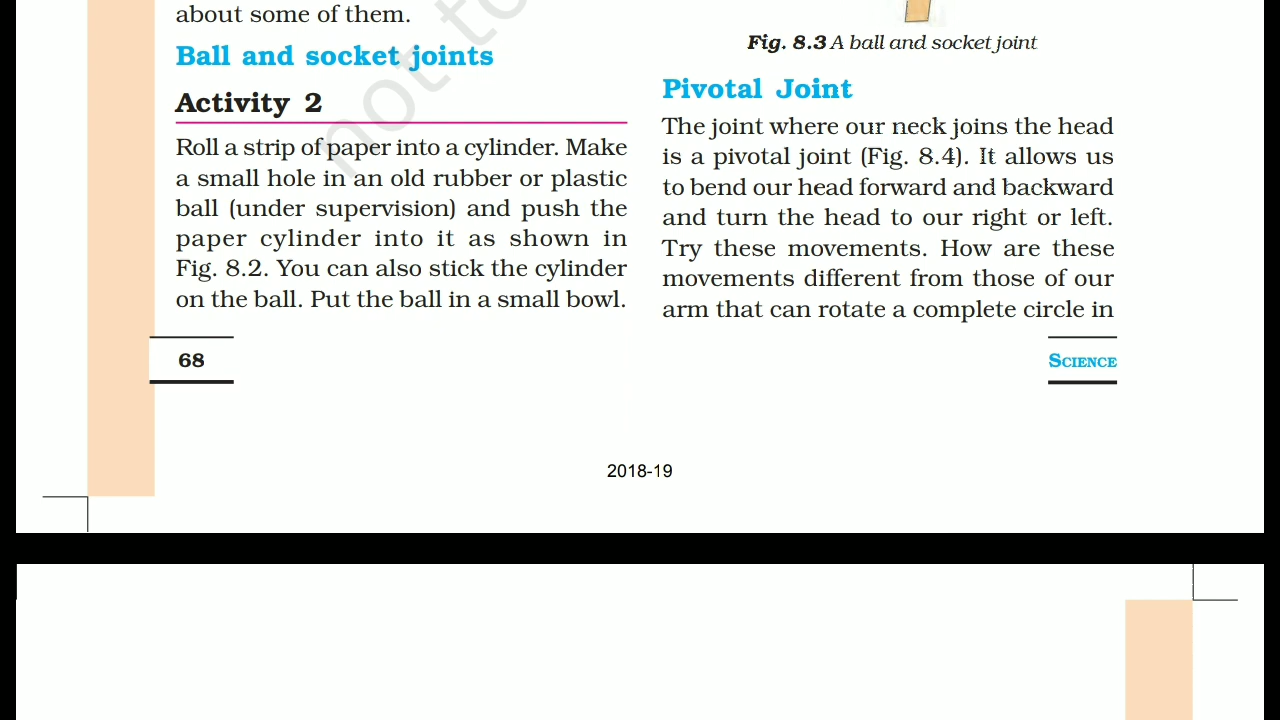 about some of them.
Ball and socket joints
Activity 2
Roll a strip of paper into a cylinder. Make
a small hole in an old rubber or plastic
ball (under supervision) and push the
paper cylinder into it as shown in
Fig. 8.2. You can also stick the cylinder
on the ball. Put the ball in a small bowl.
Fig. 8.3 A ball and socket joint
Pivotal Joint
The joint where our neck joins the head
is a pivotal joint (Fig. 8.4). It allows us
to bend our head forward and backward
and turn the head to our right or left.
Try these movements. How are these
movements different from those of our
arm that can rotate a complete circle in
68
SCIENCE
2018-19
not to